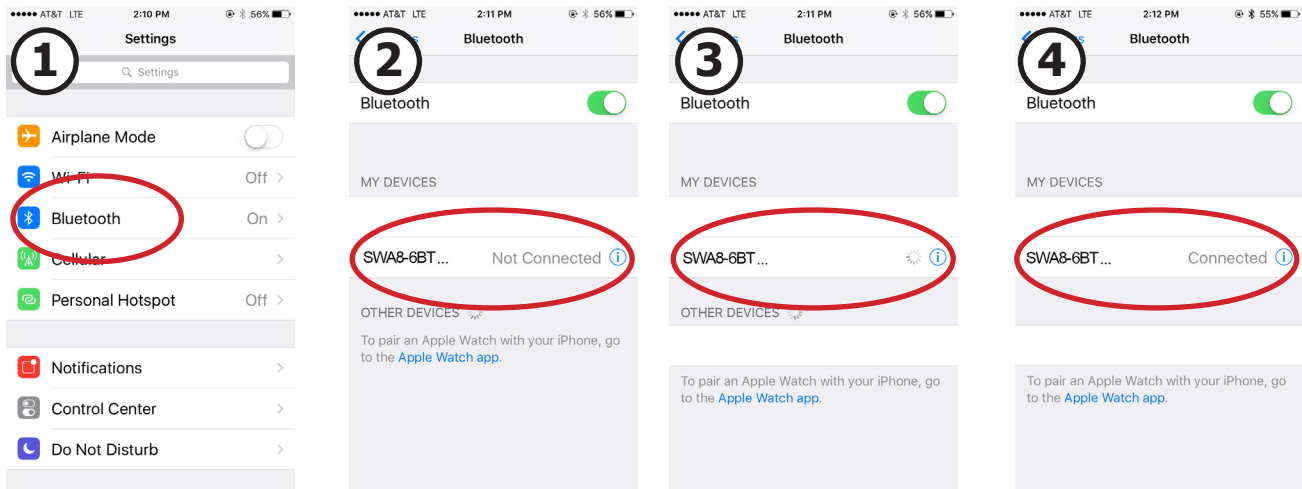 1
AT&T LTE 2:10 PM 56%
Settings
Settings
Airplane Mode
Wi-Fi Off
Bluetooth On
Cellular
Personal Hotspot Off
Notifications
Control Center
Do Not Disturb
2
AT&T LTE 2:11 PM 56%
Bluetooth
Bluetooth
MY DEVICES
SWA8-6BT... Not Connected
OTHER DEVICES
To pair an Apple Watch with your iPhone, go
to the Apple Watch app.
3
AT&T LTE 2:11 PM 56%
Bluetooth
Bluetooth
MY DEVICES
SWA8-6BT...
OTHER DEVICES
To pair an Apple Watch with your iPhone, go
to the Apple Watch app.
4
AT&T LTE 2:12 PM 55%
Bluetooth
Bluetooth
MY DEVICES
SWA8-6BT... Connected
To pair an Apple Watch with your iPhone, go
to the Apple Watch app.